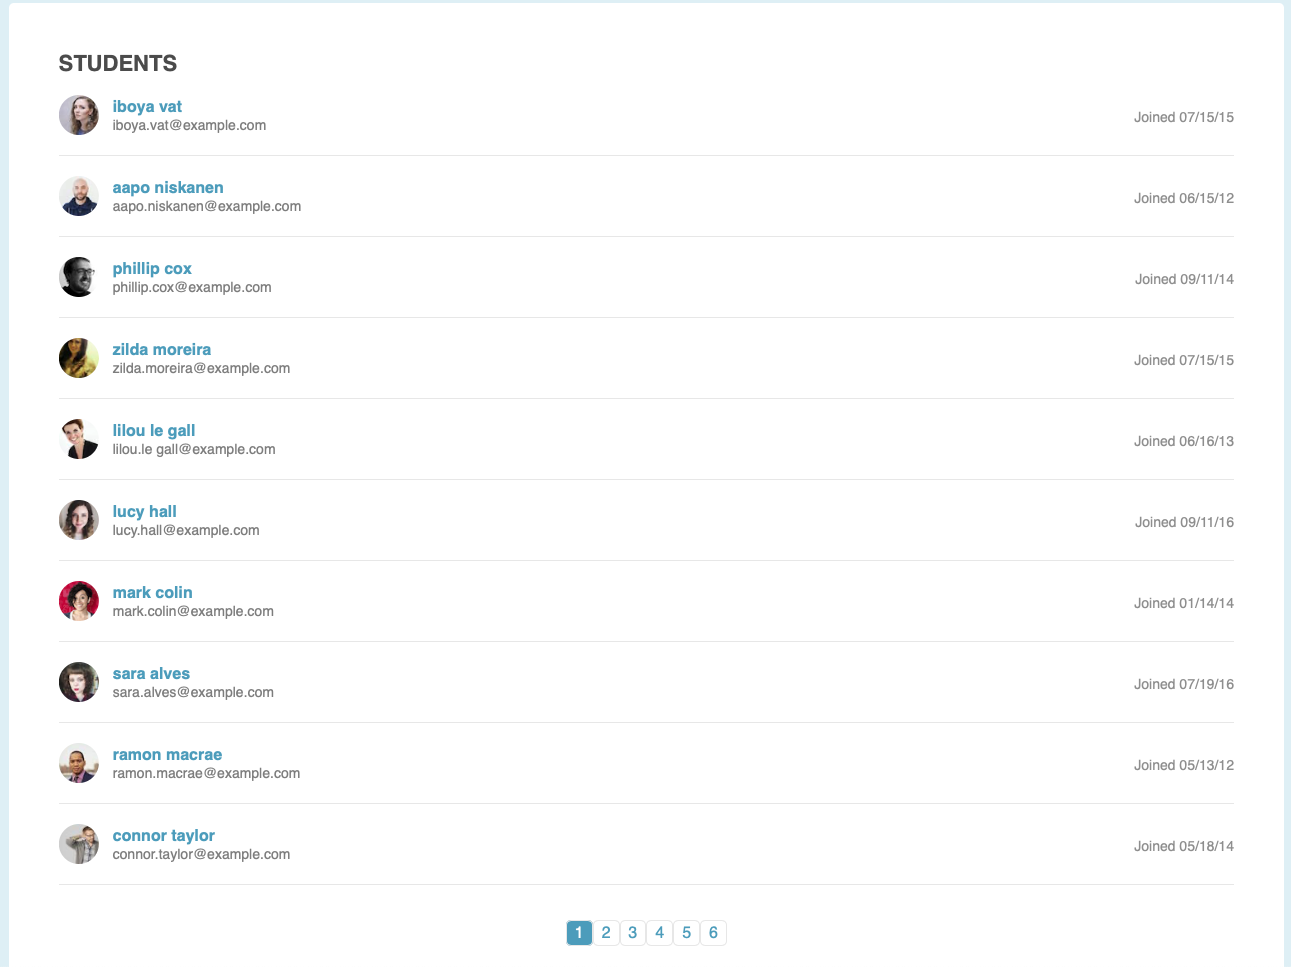 STUDENTS
iboya vat
iboya.vat@example.com
Joined 07/15/15
aapo niskanen
aapo.niskanen@example.com
Joined 06/15/12
phillip cox
phillip.cox@example.com
Joined 09/11/14
zilda moreira
zilda.moreira@example.com
Joined 07/15/15
lilou le gall
lilou.le gall@example.com
Joined 06/16/13
lucy hall
lucy.hall@example.com
Joined 09/11/16
mark colin
mark.colin@example.com
Joined 01/14/14
sara alves
sara.alves@example.com
Joined 07/19/16
ramon macrae
ramon.macrae@example.com
Joined 05/13/12
connor taylor
connor.taylor@example.com
Joined 05/18/14
1 2 3 4 5 6